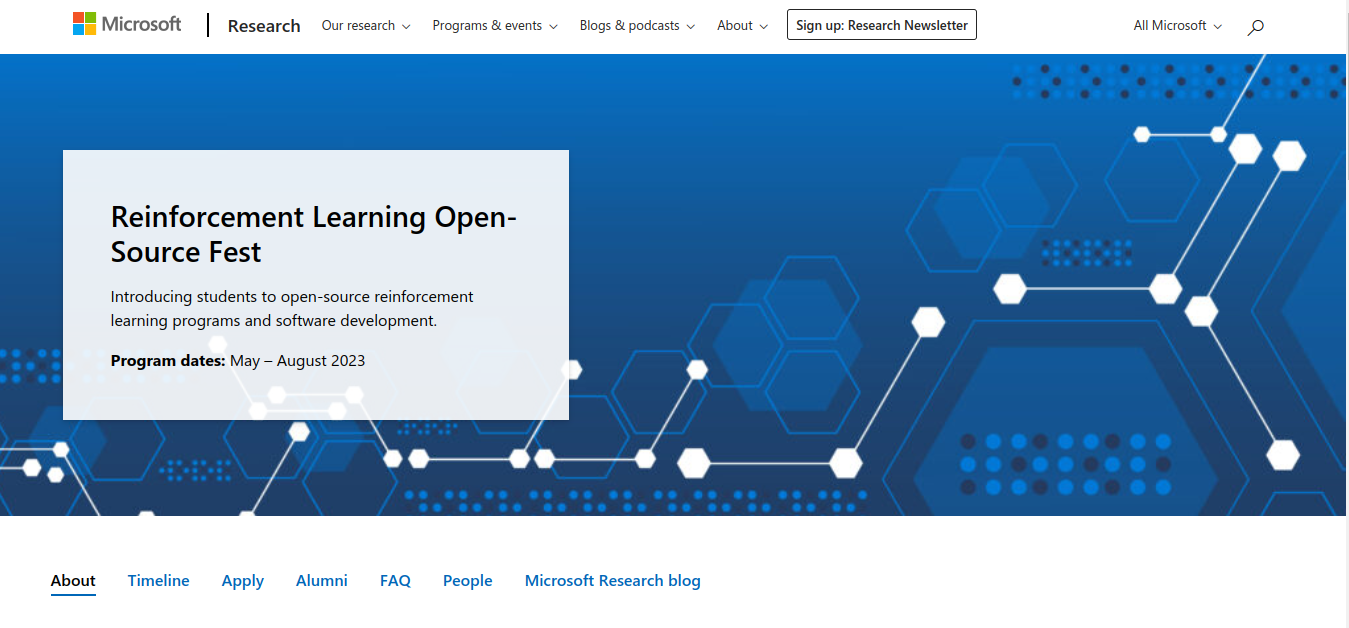 Microsoft
Research
Our research
Programs & events
Blogs & podcasts
About
Sign up: Research Newsletter
All Microsoft
Reinforcement Learning Open-
Source Fest
Introducing students to open-source reinforcement
learning programs and software development.
Program dates: May – August 2023
About
Timeline
Apply
Alumni
FAQ
People
Microsoft Research blog